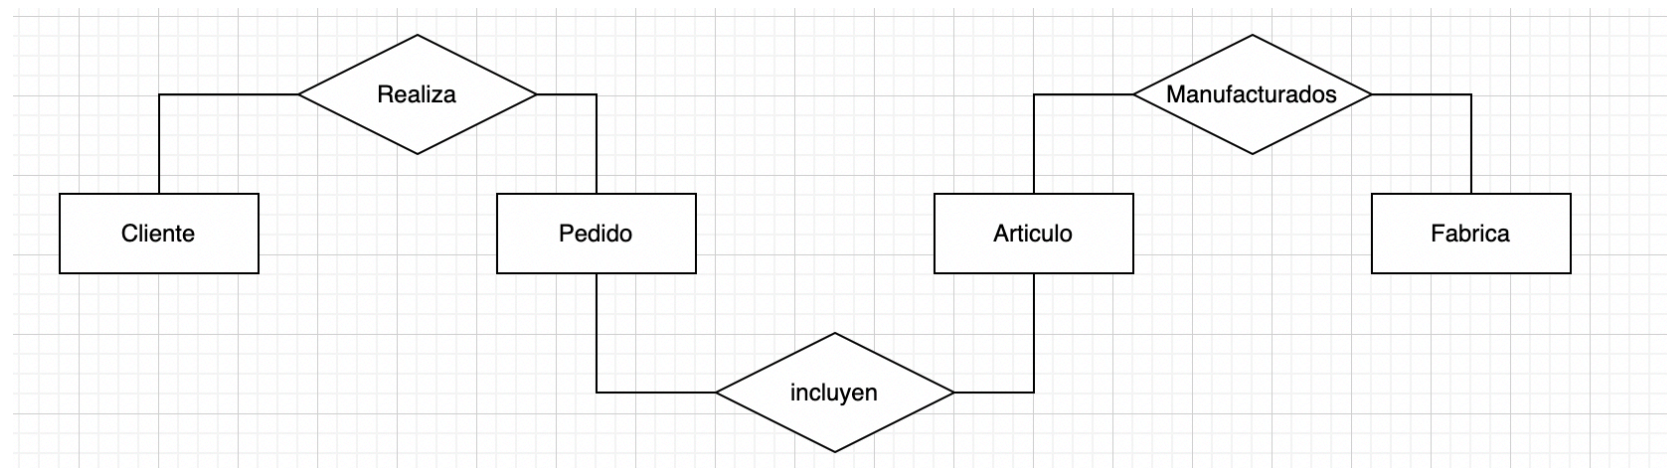 Realiza
Manufacturados
Cliente
Pedido
Articulo
Fabrica
incluyen